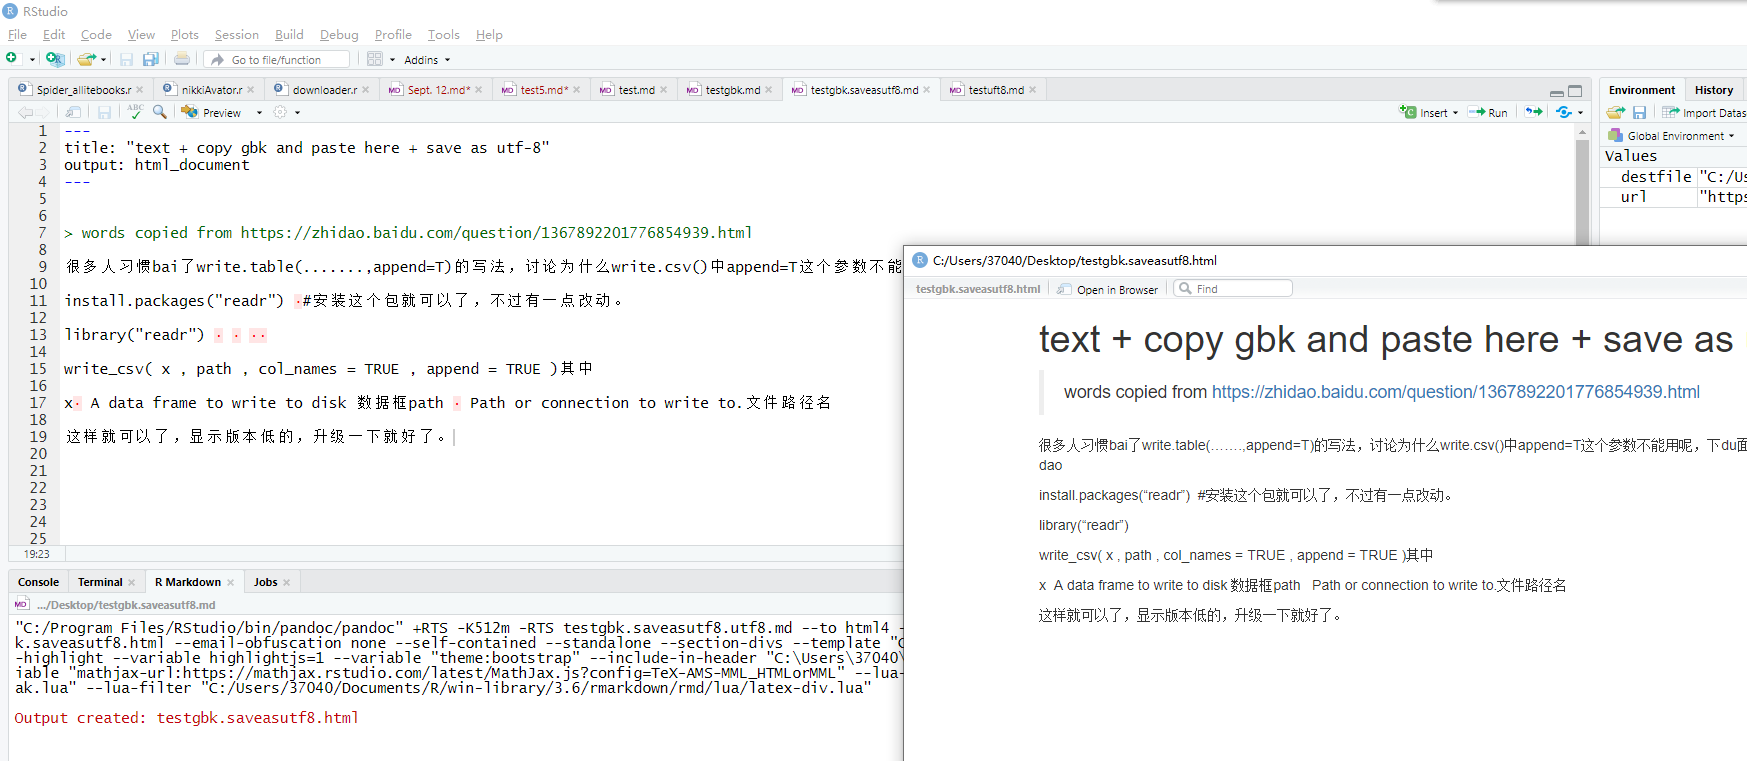 RStudio
File Edit Code View Plots Session Build Debug Profile Tools Help
Go to file/function Addins
Spider_allitebooks.r nikkiAvator.r downloader.r Sept. 12.md* test5.md* test.md testgbk.md testgbk.saveasutf8.md testuft8.md
ABC Preview Insert Run
1 ---
2 title: "text + copy gbk and paste here + save as utf-8"
3 output: html_document
4 ---
5
6
7 > words copied from https://zhidao.baidu.com/question/1367892201776854939.html
8
9 很多人习惯bai了write.table(.......,append=T)的写法，讨论为什么write.csv()中append=T这个参数不能
10
11 install.packages("readr") ·#安装这个包就可以了，不过有一点改动。
12
13 library("readr") · · ··
14
15 write_csv( x , path , col_names = TRUE , append = TRUE )其中
16
17 x· A data frame to write to disk 数据框path · Path or connection to write to.文件路径名
18
19 这样就可以了，显示版本低的，升级一下就好了。
20
21
22
23
24
25
19:23
Console Terminal R Markdown Jobs
.../Desktop/testgbk.saveasutf8.md
"C:/Program Files/RStudio/bin/pandoc/pandoc" +RTS -K512m -RTS testgbk.saveasutf8.utf8.md --to html4 -
k.saveasutf8.html --email-obfuscation none --self-contained --standalone --section-divs --template "C
-highlight --variable highlightjs=1 --variable "theme:bootstrap" --include-in-header "C:\Users\37040\
iable "mathjax-url:https://mathjax.rstudio.com/latest/MathJax.js?config=TeX-AMS-MML_HTMLorMML" --lua-
ak.lua" --lua-filter "C:/Users/37040/Documents/R/win-library/3.6/rmarkdown/rmd/lua/latex-div.lua"
Output created: testgbk.saveasutf8.html
Environment History
Import Datas
Global Environment
Values
destfile "C:/Us
url "https
C:/Users/37040/Desktop/testgbk.saveasutf8.html
testgbk.saveasutf8.html Open in Browser Find
text + copy gbk and paste here + save as
words copied from https://zhidao.baidu.com/question/1367892201776854939.html
很多人习惯bai了write.table(…….,append=T)的写法，讨论为什么write.csv()中append=T这个参数不能用呢，下du面
dao
install.packages(“readr”)  #安装这个包就可以了，不过有一点改动。
library(“readr”)
write_csv( x , path , col_names = TRUE , append = TRUE )其中
x  A data frame to write to disk 数据框path   Path or connection to write to.文件路径名
这样就可以了，显示版本低的，升级一下就好了。